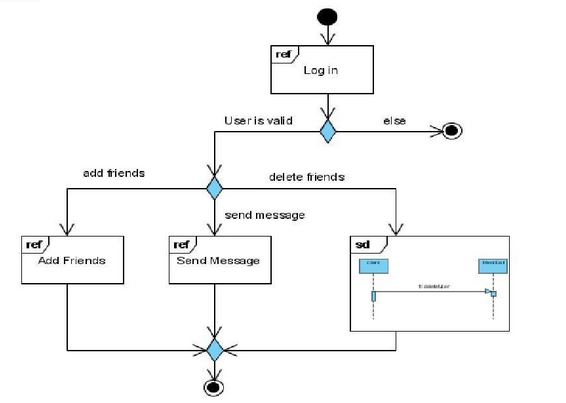 ref
Log in
User is valid
else
add friends
delete friends
send message
ref
Add Friends
ref
Send Message
sd